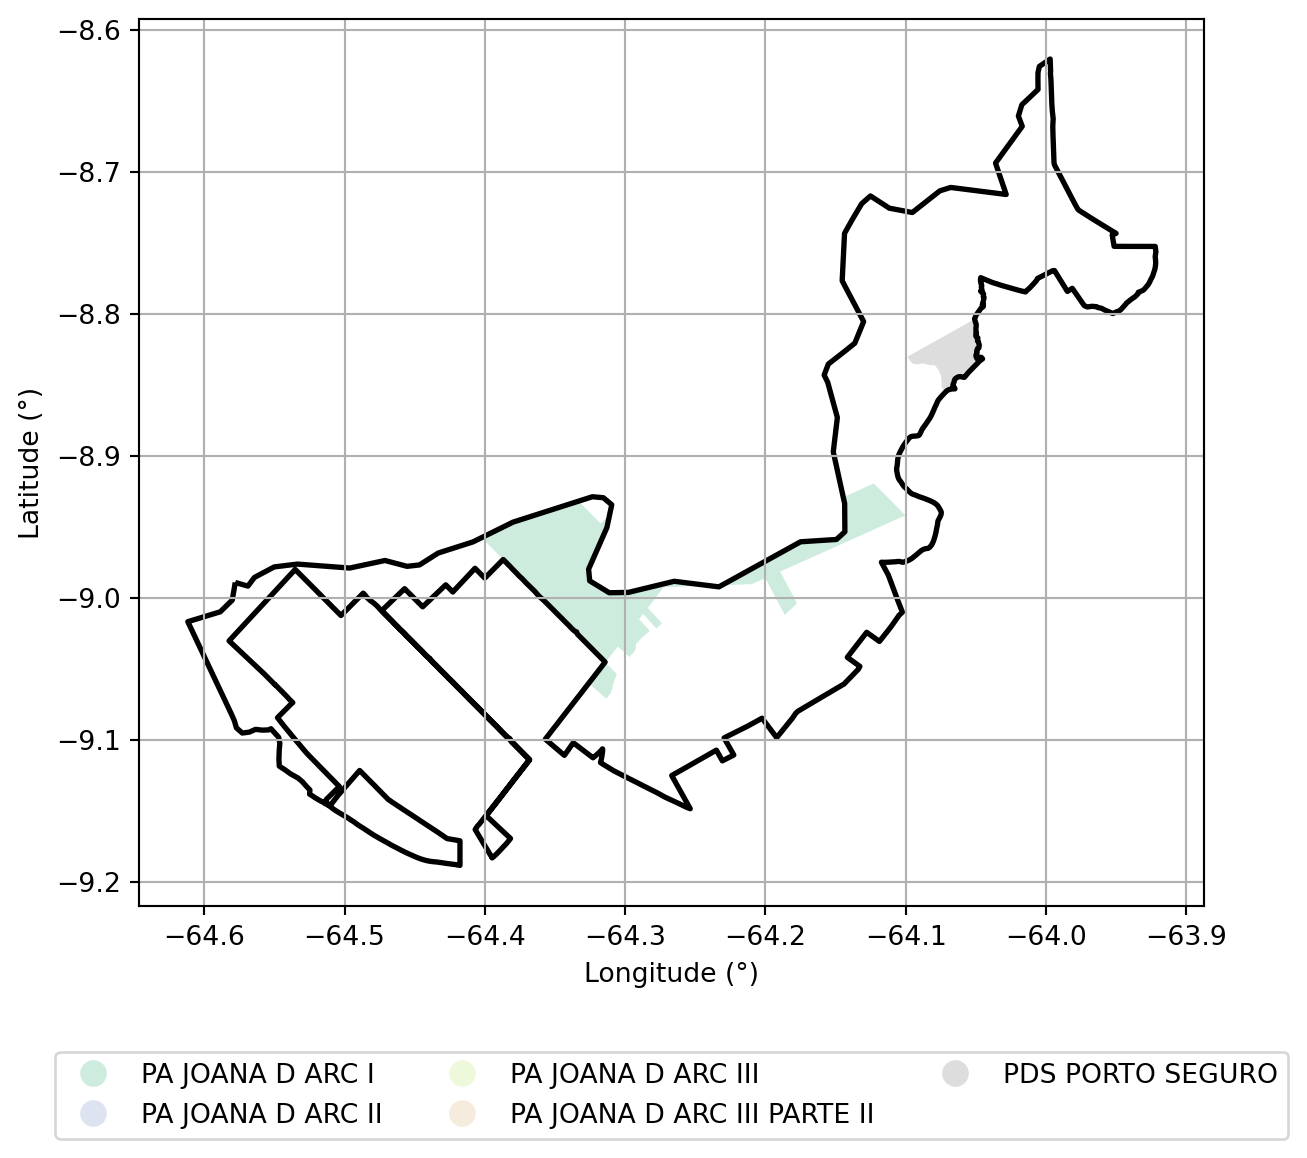 −8.6
−8.7
−8.8
−8.9
−9.0
−9.1
−9.2
Latitude (°)
−64.6 −64.5 −64.4 −64.3 −64.2 −64.1 −64.0 −63.9
Longitude (°)
PA JOANA D ARC I PA JOANA D ARC III PDS PORTO SEGURO
PA JOANA D ARC II PA JOANA D ARC III PARTE II